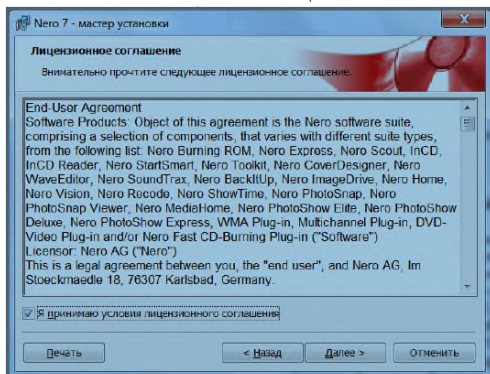 Nero 7 - мастер установки
Лицензионное соглашение
Внимательно прочтите следующее лицензионное соглашение.
End-User Agreement
Software Products: Object of this agreement is the Nero software suite,
comprising a selection of components, that varies with different suite types,
from the following list: Nero Burning ROM, Nero Express, Nero Scout, InCD,
InCD Reader, Nero StartSmart, Nero Toolkit, Nero CoverDesigner, Nero
WaveEditor, Nero SoundTrax, Nero BackItUp, Nero ImageDrive, Nero Home,
Nero Vision, Nero Recode, Nero ShowTime, Nero PhotoSnap, Nero
PhotoSnap Viewer, Nero MediaHome, Nero PhotoShow Elite, Nero PhotoShow
Deluxe, Nero PhotoShow Express, WMA Plug-in, Multichannel Plug-in, DVD-
Video Plug-in and/or Nero Fast CD-Burning Plug-in ("Software")
Licensor: Nero AG ("Nero")
This is a legal agreement between you, the "end user", and Nero AG, Im
Stoeckmaedle 18, 76307 Karlsbad, Germany.
Я принимаю условия лицензионного соглашения
Печать
< Назад
Далее >
Отменить